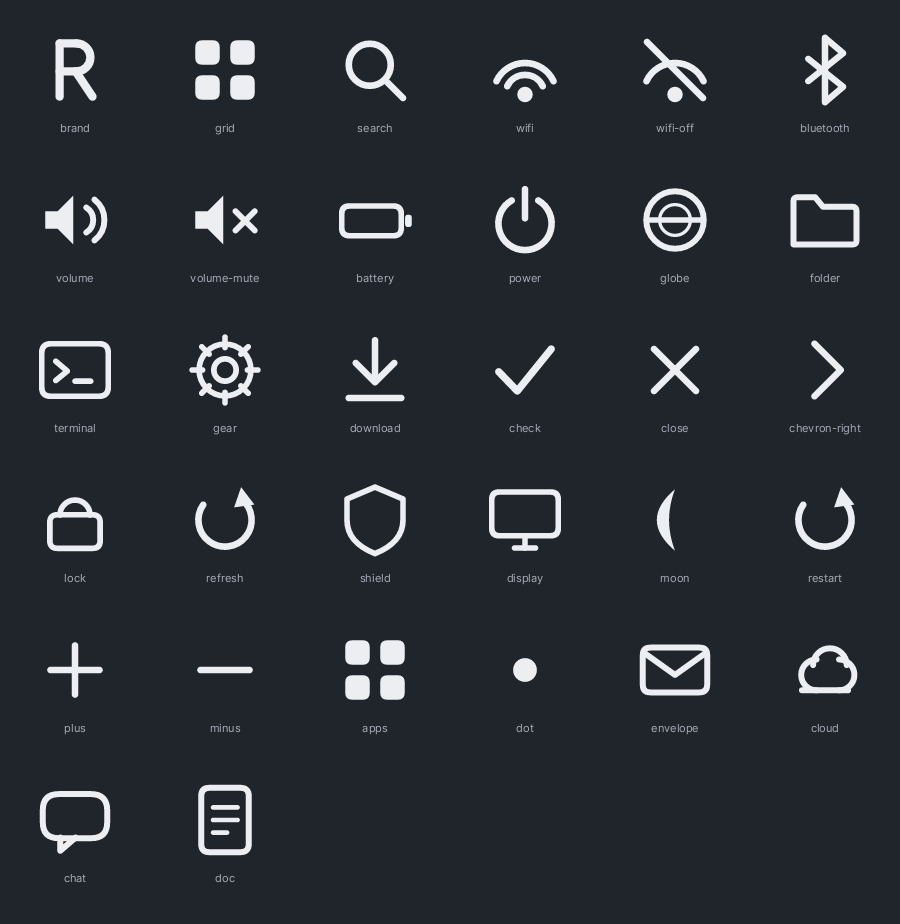 R
brand grid search wifi wifi-off bluetooth
volume volume-mute battery power globe folder
terminal gear download check close chevron-right
lock refresh shield display moon restart
plus minus apps dot envelope cloud
chat doc